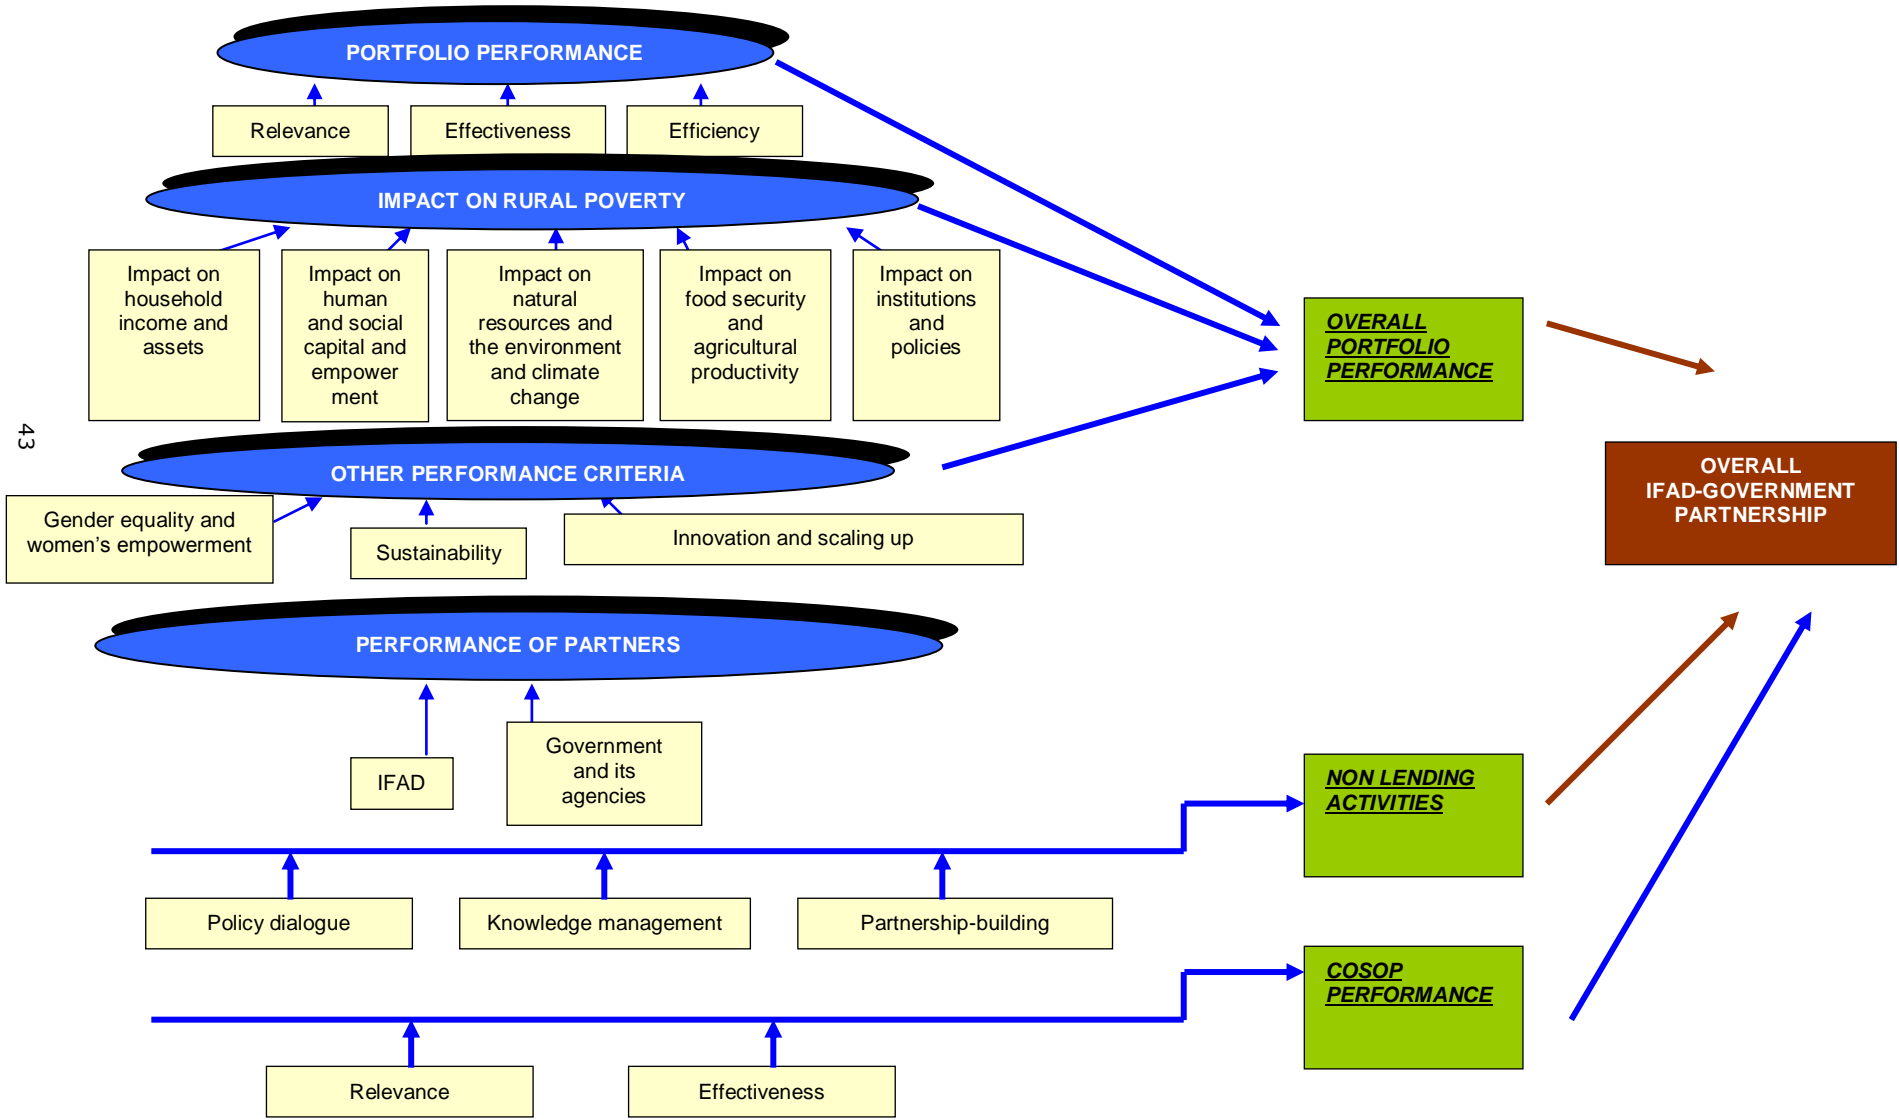 PORTFOLIO PERFORMANCE
Relevance
Effectiveness
Efficiency
IMPACT ON RURAL POVERTY
Impact on
household
income and
assets
Impact on
human
and social
capital and
empower
ment
Impact on
natural
resources and
the environment
and climate
change
Impact on
food security
and
agricultural
productivity
Impact on
institutions
and
policies
OVERALL
PORTFOLIO
PERFORMANCE
43
OTHER PERFORMANCE CRITERIA
OVERALL
IFAD-GOVERNMENT
PARTNERSHIP
Gender equality and
women’s empowerment
Sustainability
Innovation and scaling up
PERFORMANCE OF PARTNERS
IFAD
Government
and its
agencies
NON LENDING
ACTIVITIES
Policy dialogue
Knowledge management
Partnership-building
COSOP
PERFORMANCE
Relevance
Effectiveness